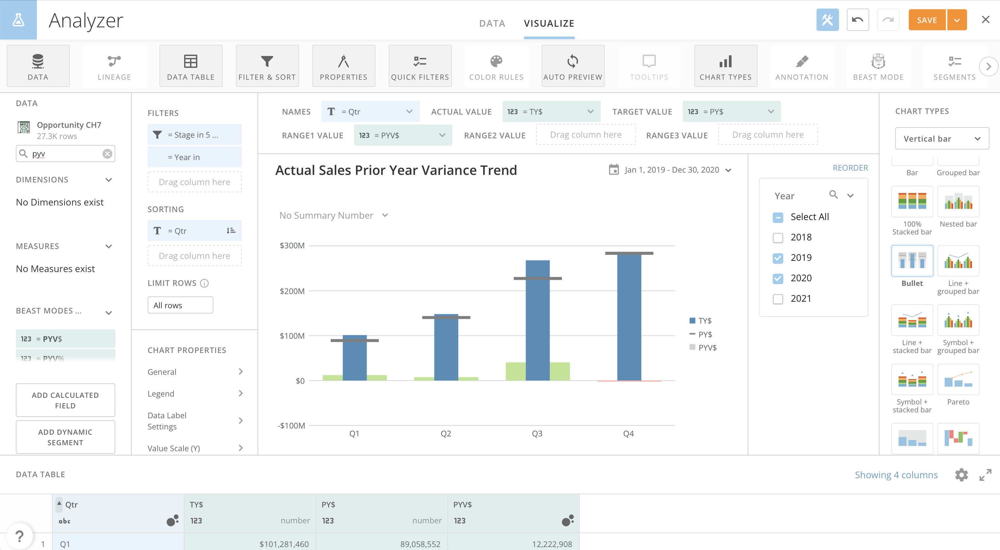 Analyzer
DATA VISUALIZE
SAVE
DATA LINEAGE DATA TABLE FILTER & SORT PROPERTIES QUICK FILTERS COLOR RULES AUTO PREVIEW TOOLTIPS CHART TYPES ANNOTATION BEAST MODE SEGMENTS
DATA
Opportunity CH7
27.3K rows
pyv
DIMENSIONS
No Dimensions exist
MEASURES
No Measures exist
BEAST MODES ...
123 = PYV$
123 = PYV%
ADD CALCULATED
FIELD
ADD DYNAMIC
SEGMENT
FILTERS
= Stage in 5 ...
= Year in
Drag column here
SORTING
T = Qtr
Drag column here
LIMIT ROWS
All rows
CHART PROPERTIES
General
Legend
Data Label
Settings
Value Scale (Y)
NAMES T = Qtr ACTUAL VALUE 123 = TY$ TARGET VALUE 123 = PY$
RANGE1 VALUE 123 = PYV$ RANGE2 VALUE Drag column here RANGE3 VALUE Drag column here
Actual Sales Prior Year Variance Trend
Jan 1, 2019 - Dec 30, 2020
No Summary Number
$300M
$200M
$100M
$0
-$100M
Q1 Q2 Q3 Q4
TY$
PY$
PYV$
REORDER
Year
Select All
2018
2019
2020
2021
CHART TYPES
Vertical bar
Bar Grouped bar
100%
Stacked bar
Nested bar
Bullet
Line +
grouped bar
Line +
stacked bar
Symbol +
grouped bar
Symbol +
stacked bar
Pareto
DATA TABLE
Showing 4 columns
Qtr TY$ PY$ PYV$
abc 123 number 123 number 123
?
1 Q1 $101,281,460 89,058,552 12,222,908